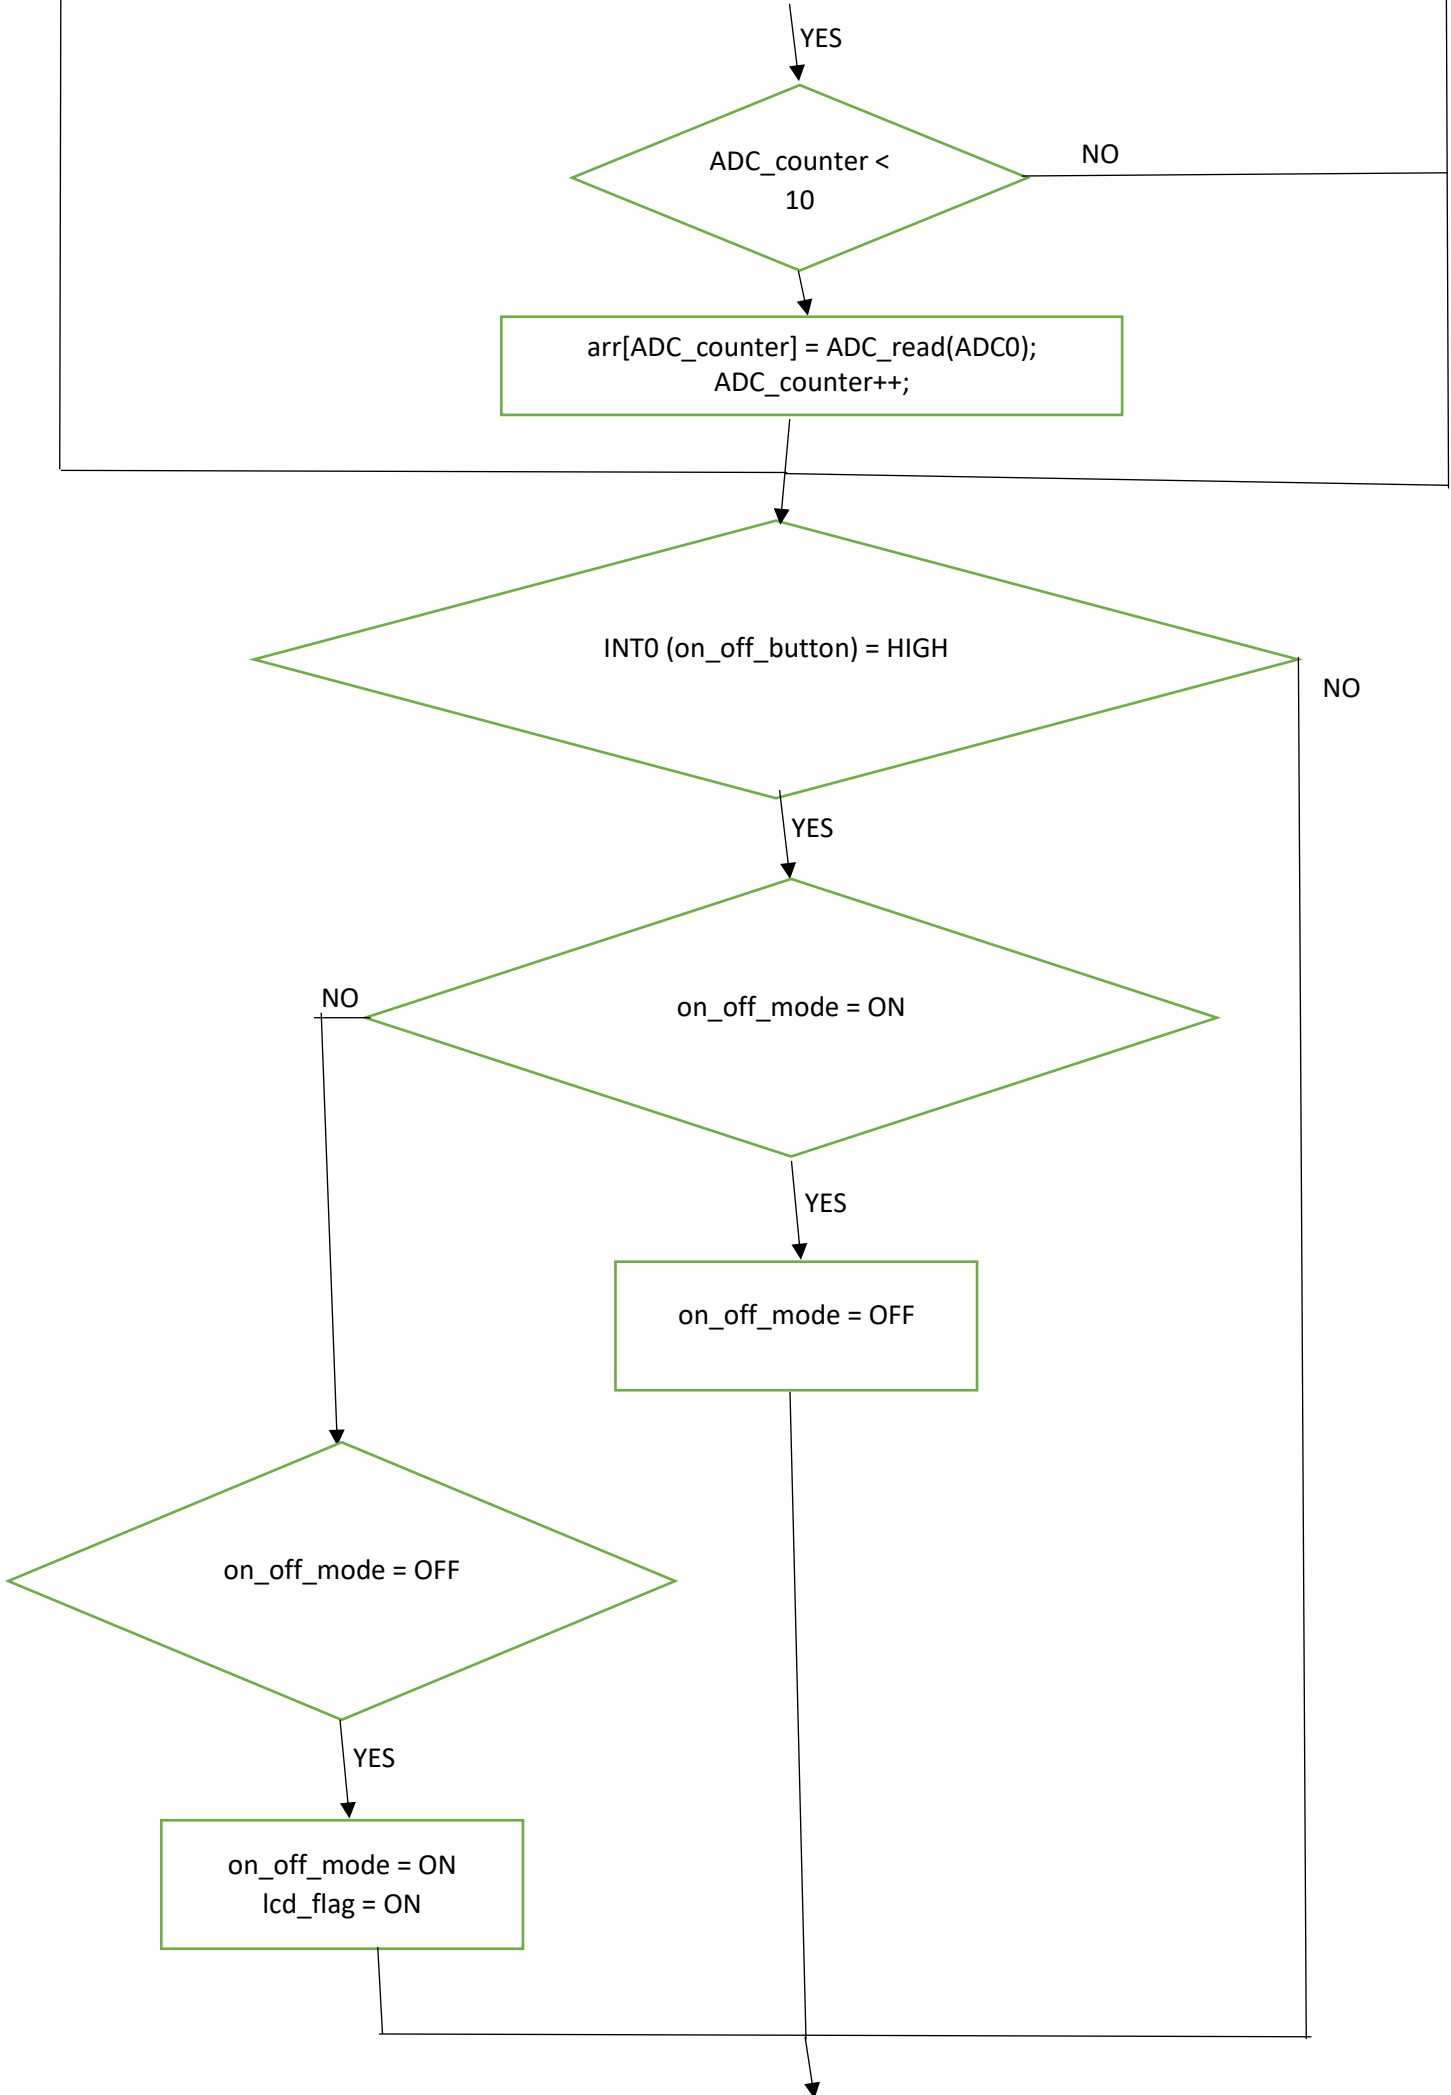 YES
ADC_counter <
10
NO
arr[ADC_counter] = ADC_read(ADC0);
ADC_counter++;
INT0 (on_off_button) = HIGH
NO
YES
on_off_mode = ON
NO
YES
on_off_mode = OFF
on_off_mode = OFF
YES
on_off_mode = ON
lcd_flag = ON